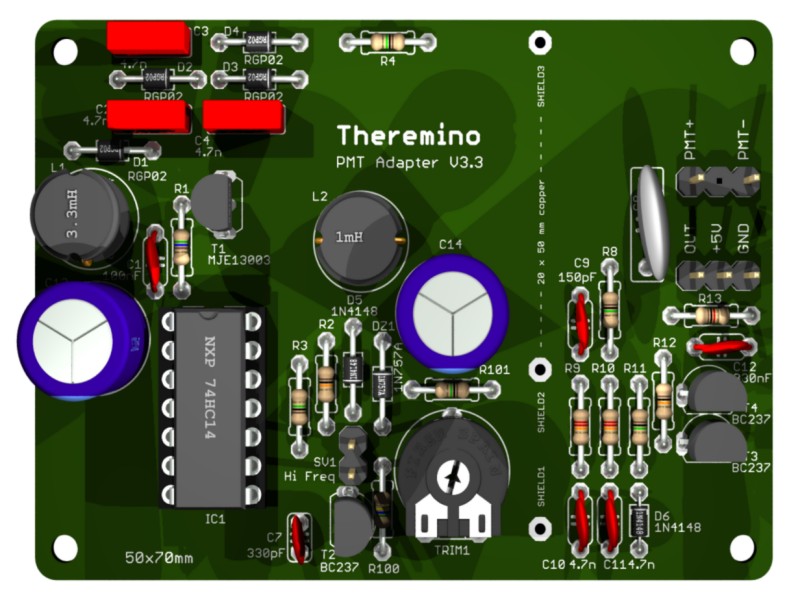 C3
D4
RGP02
4.7n
D2
D3
RGP02
RGP02
R4
SHIELD3
4.7n
C4
4.7n
D1
RGP02
Theremino
PMT Adapter V3.3
PMT+
PMT-
L1
3.3mH
R1
T1
MJE13003
L2
1mH
C14
20 x 50 mm copper
OUT
+5V
GND
C9
150pF
R8
D5
1N4148
R2
DZ1
1N757A
R3
R101
R13
R12
C12
NXP 74HC14
SHIELD2
R9
R10
R11
T4
BC237
T3
BC237
SV1
Hi Freq
SHIELD1
IC1
C7
330pF
T2
BC237
R100
TRIM1
D6
1N4148
C10 4.7n
C11 4.7n
50x70mm